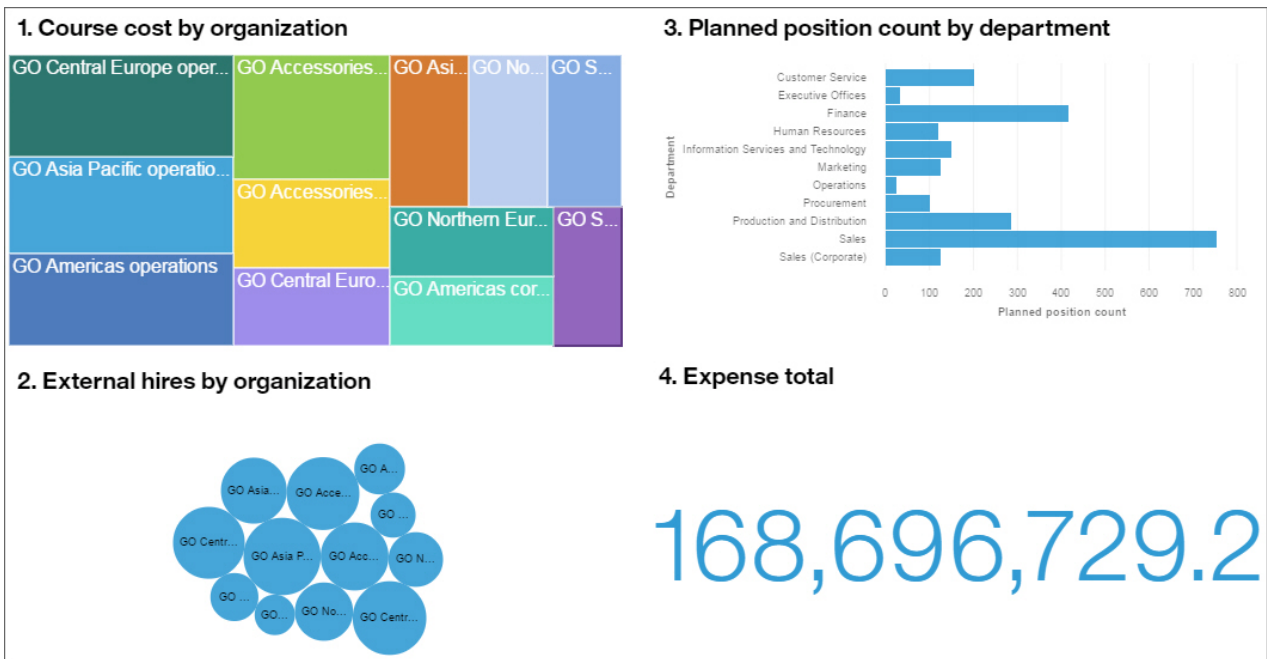 1. Course cost by organization
GO Central Europe oper...
GO Accessories...
GO Asi...
GO No...
GO S...
GO Asia Pacific operatio...
GO Accessories...
GO Northern Eur...
GO S...
GO Americas operations
GO Central Euro...
GO Americas cor...
3. Planned position count by department
Department
Customer Service
Executive Offices
Finance
Human Resources
Information Services and Technology
Marketing
Operations
Procurement
Production and Distribution
Sales
Sales (Corporate)
0 100 200 300 400 500 600 700 800
Planned position count
2. External hires by organization
GO A...
GO Asia...
GO Acce...
GO ...
GO Centr...
GO Asia P...
GO Acc...
GO N...
GO ...
GO...
GO No...
GO Centr...
4. Expense total
168,696,729.2